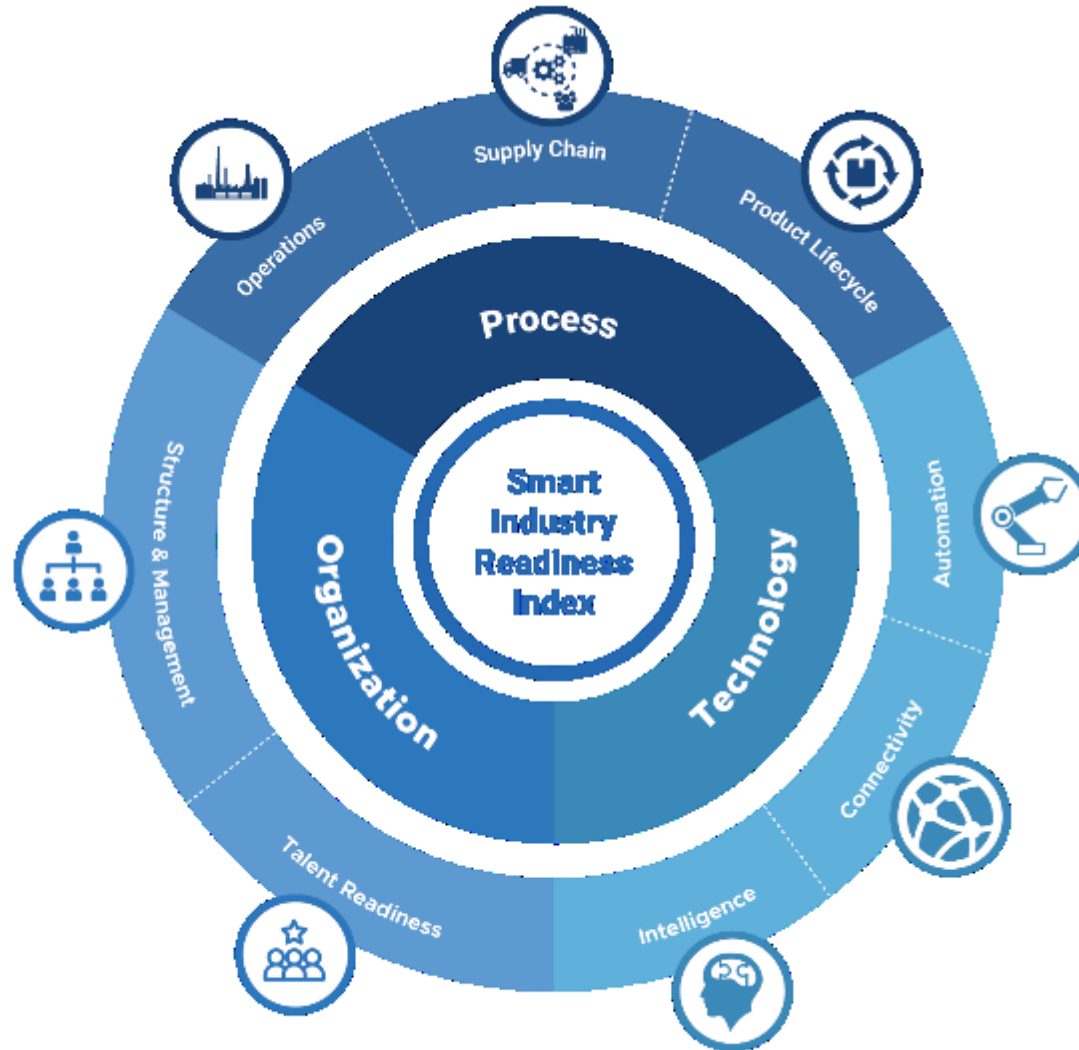 Supply Chain
Product Lifecycle
Operations
Process
Smart
Industry
Readiness
Index
Organization
Technology
Structure & Management
Automation
Connectivity
Talent Readiness
Intelligence